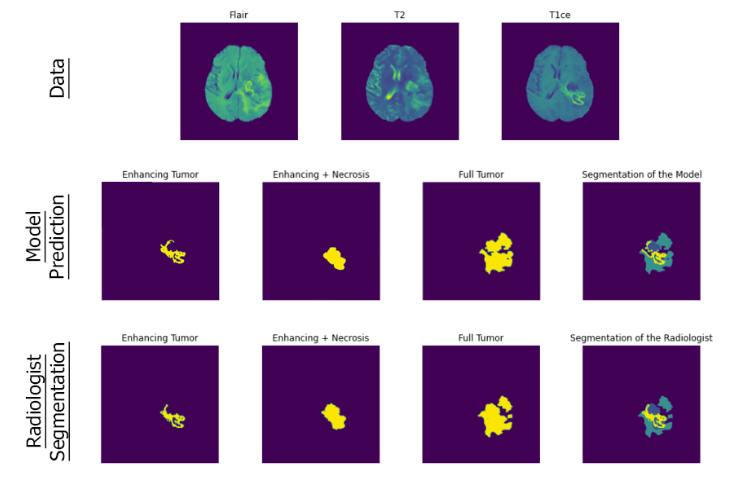 Flair
T2
T1ce
Data
Enhancing Tumor
Enhancing + Necrosis
Full Tumor
Segmentation of the Model
Model
Prediction
Enhancing Tumor
Enhancing + Necrosis
Full Tumor
Segmentation of the Radiologist
Radiologist
Segmentation